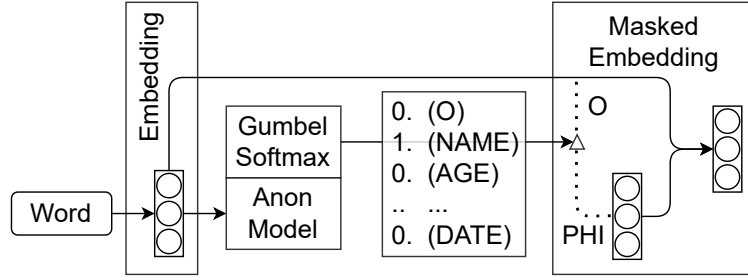 Word
Embedding
Gumbel
Softmax
Anon
Model
0. (O)
1. (NAME)
0. (AGE)
.. ...
0. (DATE)
Masked
Embedding
O
PHI